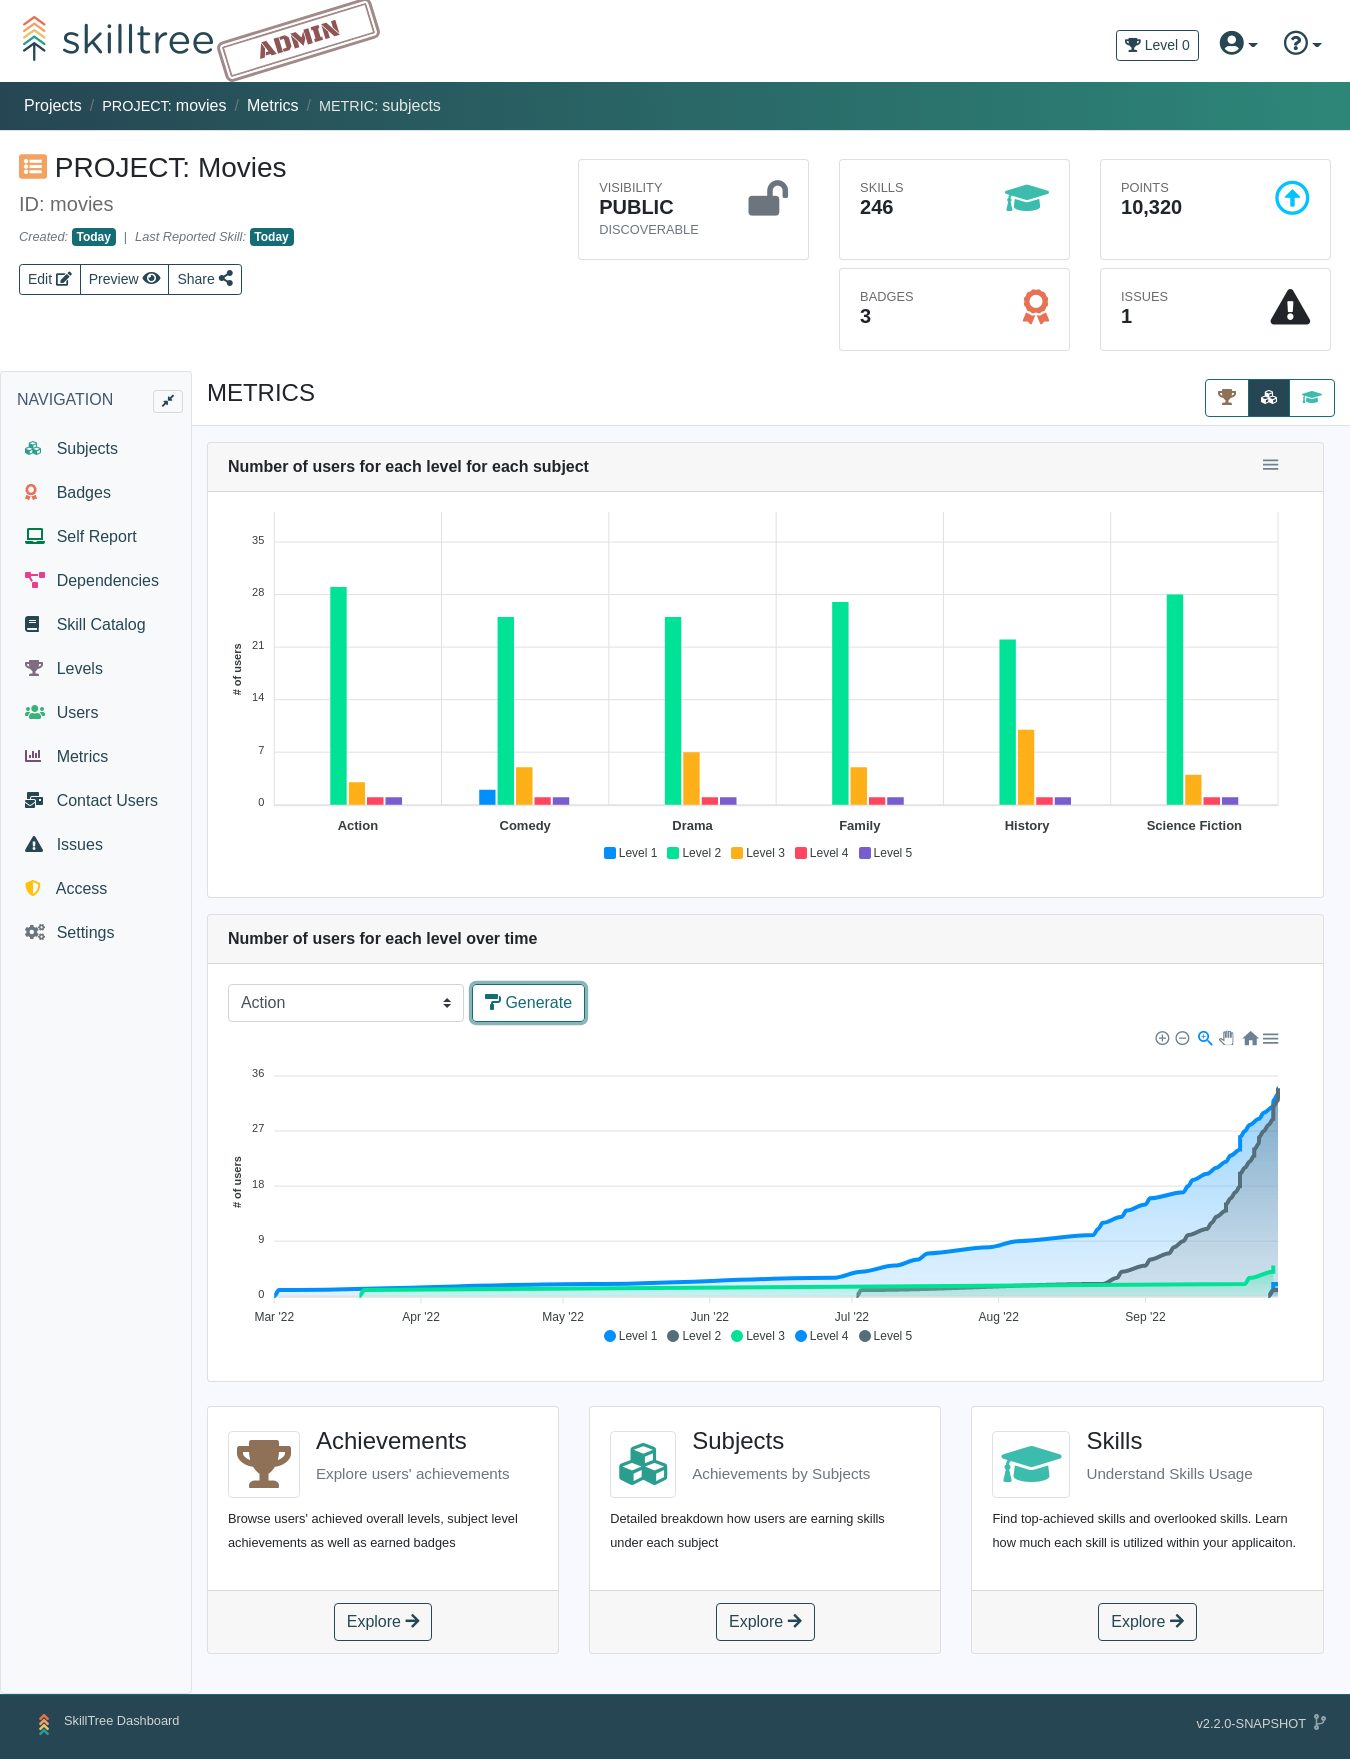 skilltree
ADMIN
Level 0
Projects / PROJECT: movies / Metrics / METRIC: subjects
PROJECT: Movies
ID: movies
Created: Today | Last Reported Skill: Today
Edit Preview Share
VISIBILITY
PUBLIC
DISCOVERABLE
SKILLS
246
POINTS
10,320
BADGES
3
ISSUES
1
NAVIGATION
Subjects
Badges
Self Report
Dependencies
Skill Catalog
Levels
Users
Metrics
Contact Users
Issues
Access
Settings
METRICS
Number of users for each level for each subject
# of users
35
28
21
14
7
0
Action Comedy Drama Family History Science Fiction
Level 1 Level 2 Level 3 Level 4 Level 5
Number of users for each level over time
Action
Generate
# of users
36
27
18
9
0
Mar '22 Apr '22 May '22 Jun '22 Jul '22 Aug '22 Sep '22
Level 1 Level 2 Level 3 Level 4 Level 5
Achievements
Explore users' achievements
Browse users' achieved overall levels, subject level
achievements as well as earned badges
Explore
Subjects
Achievements by Subjects
Detailed breakdown how users are earning skills
under each subject
Explore
Skills
Understand Skills Usage
Find top-achieved skills and overlooked skills. Learn
how much each skill is utilized within your applicaiton.
Explore
SkillTree Dashboard
v2.2.0-SNAPSHOT